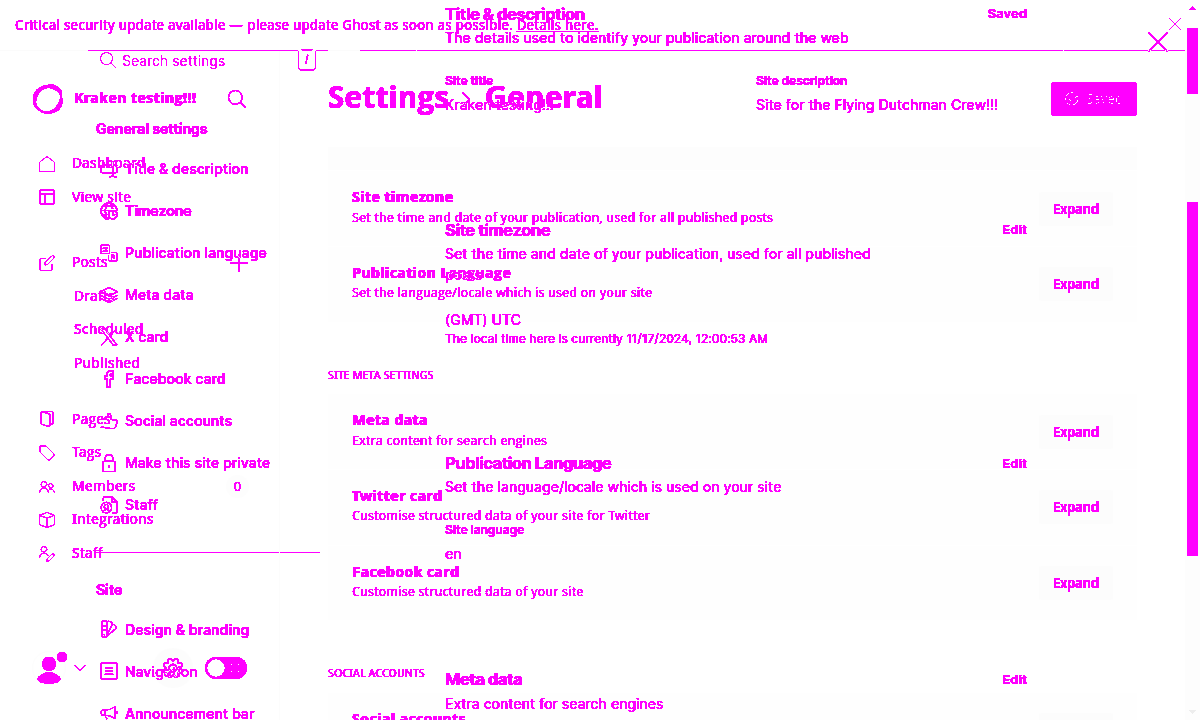 Title & description
Saved
Critical security update available — please update Ghost as soon as possible. Details here.
The details used to identify your publication around the web
Search settings
Site title
Site description
Kraken testing!!!
Settings > General
Kraken testing!!!
Site for the Flying Dutchman Crew!!!
Saved
General settings
Dashboard
Title & description
View site
Site timezone
Timezone
Set the time and date of your publication, used for all published posts
Expand
Site timezone
Edit
Publication language
Set the time and date of your publication, used for all published
Posts
Publication Language
posts
Expand
Drafts
Meta data
Set the language/locale which is used on your site
(GMT) UTC
Scheduled
X card
The local time here is currently 11/17/2024, 12:00:53 AM
Published
Facebook card
SITE META SETTINGS
Pages
Social accounts
Meta data
Extra content for search engines
Expand
Tags
Make this site private
Publication Language
Edit
Members
0
Set the language/locale which is used on your site
Twitter card
Staff
Expand
Integrations
Customise structured data of your site for Twitter
Site language
Staff
en
Facebook card
Customise structured data of your site
Expand
Site
Design & branding
Navigation
SOCIAL ACCOUNTS
Meta data
Edit
Extra content for search engines
Announcement bar
Social accounts